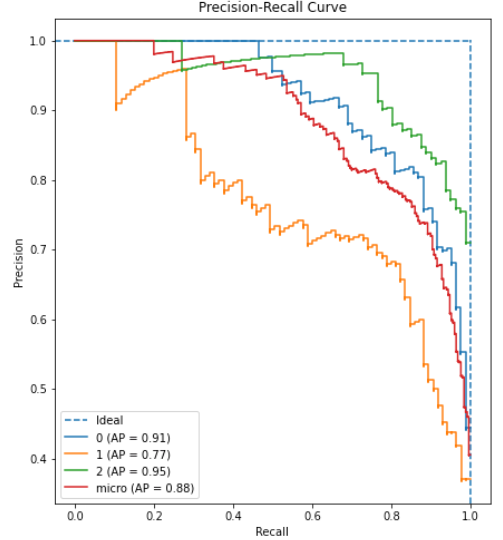 Precision-Recall Curve
1.0
0.9
0.8
0.7
0.6
0.5
0.4
Precision
Ideal
0 (AP = 0.91)
1 (AP = 0.77)
2 (AP = 0.95)
micro (AP = 0.88)
0.0
0.2
0.4
0.6
0.8
1.0
Recall